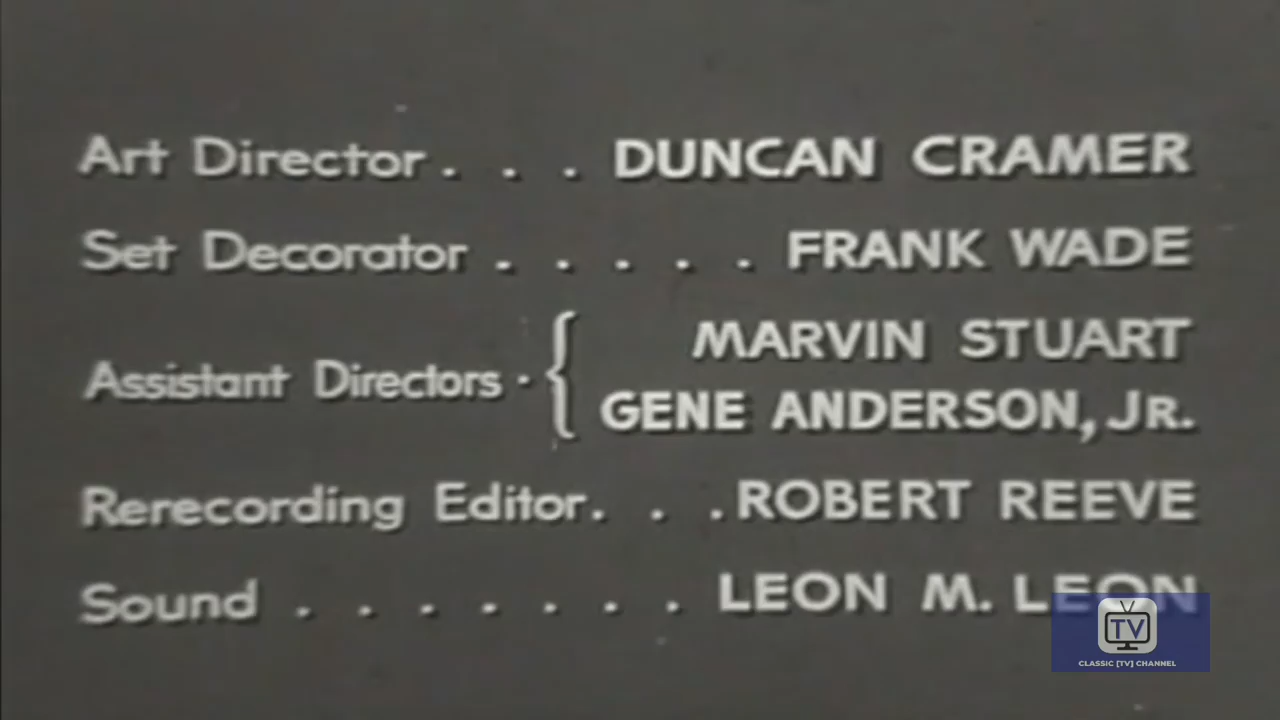 Art Director . . . DUNCAN CRAMER
Set Decorator . . . . . FRANK WADE
Assistant Directors . { MARVIN STUART
GENE ANDERSON, JR.
Rerecording Editor . . . ROBERT REEVE
Sound . . . . . . . LEON M. LEON
TV
CLASSIC [TV] CHANNEL